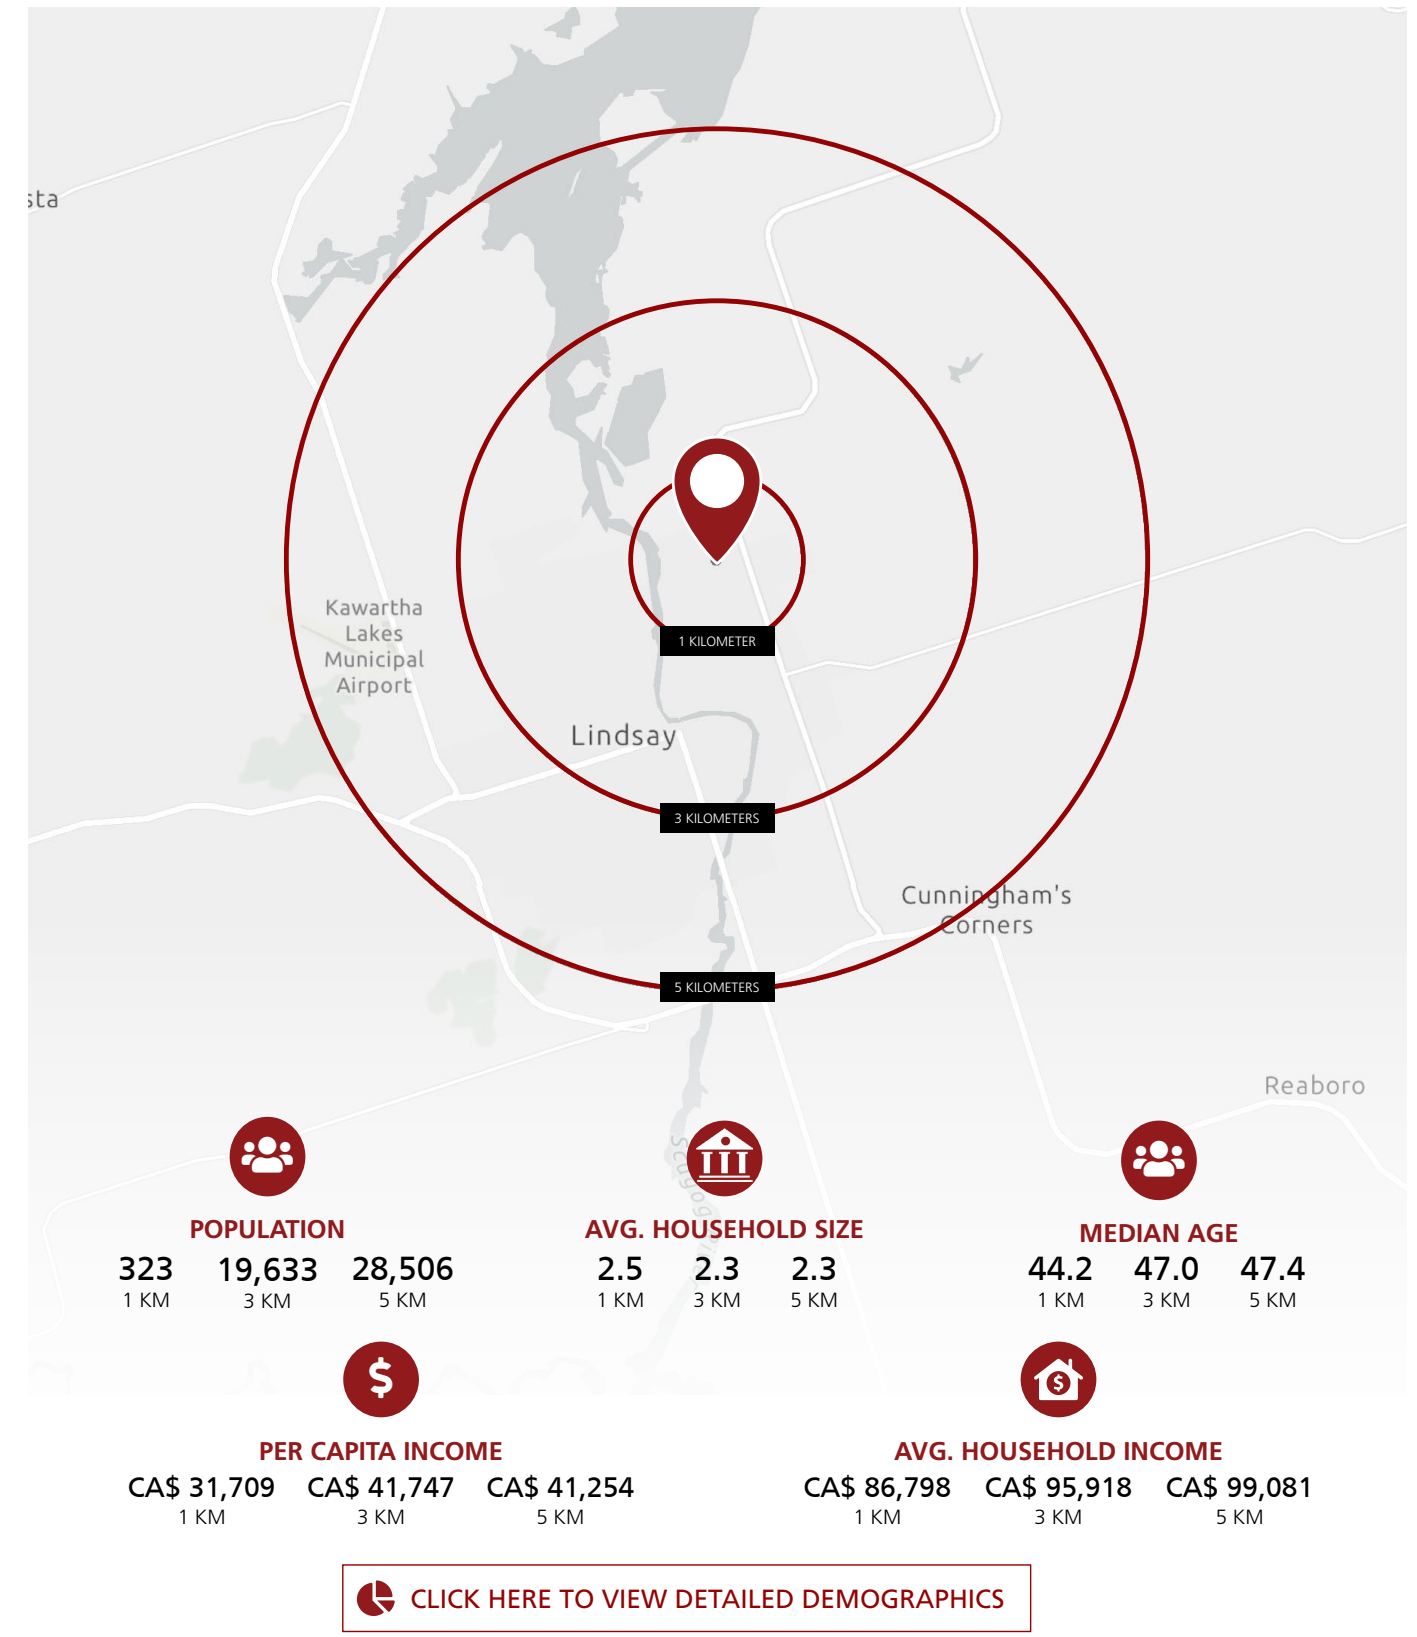 sta
Kawartha
Lakes
Municipal
Airport
1 KILOMETER
Lindsay
3 KILOMETERS
Cunningham's
Corners
5 KILOMETERS
Reaboro
POPULATION
323 19,633 28,506
1 KM 3 KM 5 KM
AVG. HOUSEHOLD SIZE
2.5 2.3 2.3
1 KM 3 KM 5 KM
MEDIAN AGE
44.2 47.0 47.4
1 KM 3 KM 5 KM
$
PER CAPITA INCOME
CA$ 31,709 CA$ 41,747 CA$ 41,254
1 KM 3 KM 5 KM
$
AVG. HOUSEHOLD INCOME
CA$ 86,798 CA$ 95,918 CA$ 99,081
1 KM 3 KM 5 KM
CLICK HERE TO VIEW DETAILED DEMOGRAPHICS